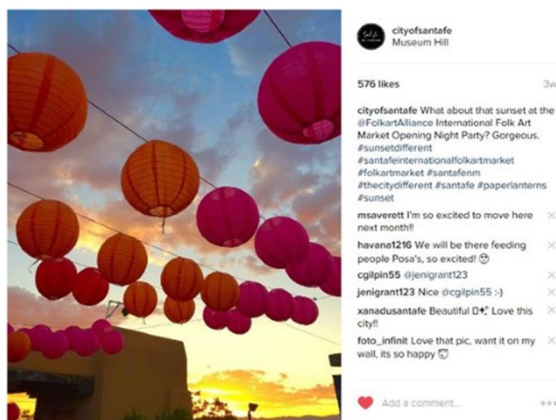 cityofsantafe
Museum Hill
576 likes
3w
cityofsantafe What about that sunset at the
@FolkartAlliance International Folk Art
Market Opening Night Party? Gorgeous.
#sunsetdifferent
#santafeinternationalfolkartmarket
#folkartmarket #santafenm
#thecitydifferent #santafe #paperlanterns
#sunset
msaverett I'm so excited to move here
next month!!
havana1216 We will be there feeding
people Posa's, so excited! 😍
cgilpin55 @jenigrant123
jenigrant123 Nice @cgilpin55 :-)
xanadusantafe Beautiful Love this
city!!
foto_infinit Love that pic, want it on my
wall, its so happy
Add a comment...